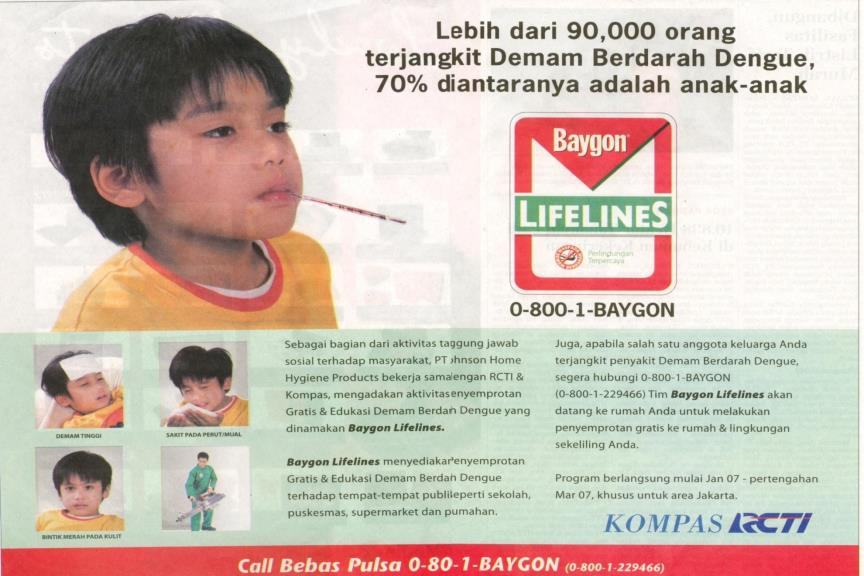 Lebih dari 90,000 orang
terjangkit Demam Berdarah Dengue,
70% diantaranya adalah anak-anak
Baygon
LIFELINES
Perlindungan
Terpercaya
0-800-1-BAYGON
DEMAM TINGGI
SAKIT PADA PERUT/MUAL
BINTIK MERAH PADA KULIT
Sebagai bagian dari aktivitas taggung jawab
sosial terhadap masyarakat, PT Johnson Home
Hygiene Products bekerja sama dengan RCTI &
Kompas, mengadakan aktivitas enyemprotan
Gratis & Edukasi Demam Berdah Dengue yang
dinamakan Baygon Lifelines.
Baygon Lifelines menyediakan enyemprotan
Gratis & Edukasi Demam Berdah Dengue
terhadap tempat-tempat publi eperti sekolah,
puskesmas, supermarket dan pumahan.
Juga, apabila salah satu anggota keluarga Anda
terjangkit penyakit Demam Berdarah Dengue,
segera hubungi 0-800-1-BAYGON
(0-800-1-229466) Tim Baygon Lifelines akan
datang ke rumah Anda untuk melakukan
penyemprotan gratis ke rumah & lingkungan
sekeliling Anda.
Program berlangsung mulai Jan 07 - pertengahan
Mar 07, khusus untuk area Jakarta.
KOMPAS RCTI
Call Bebas Pulsa 0-80-1-BAYGON (0-800-1-229466)